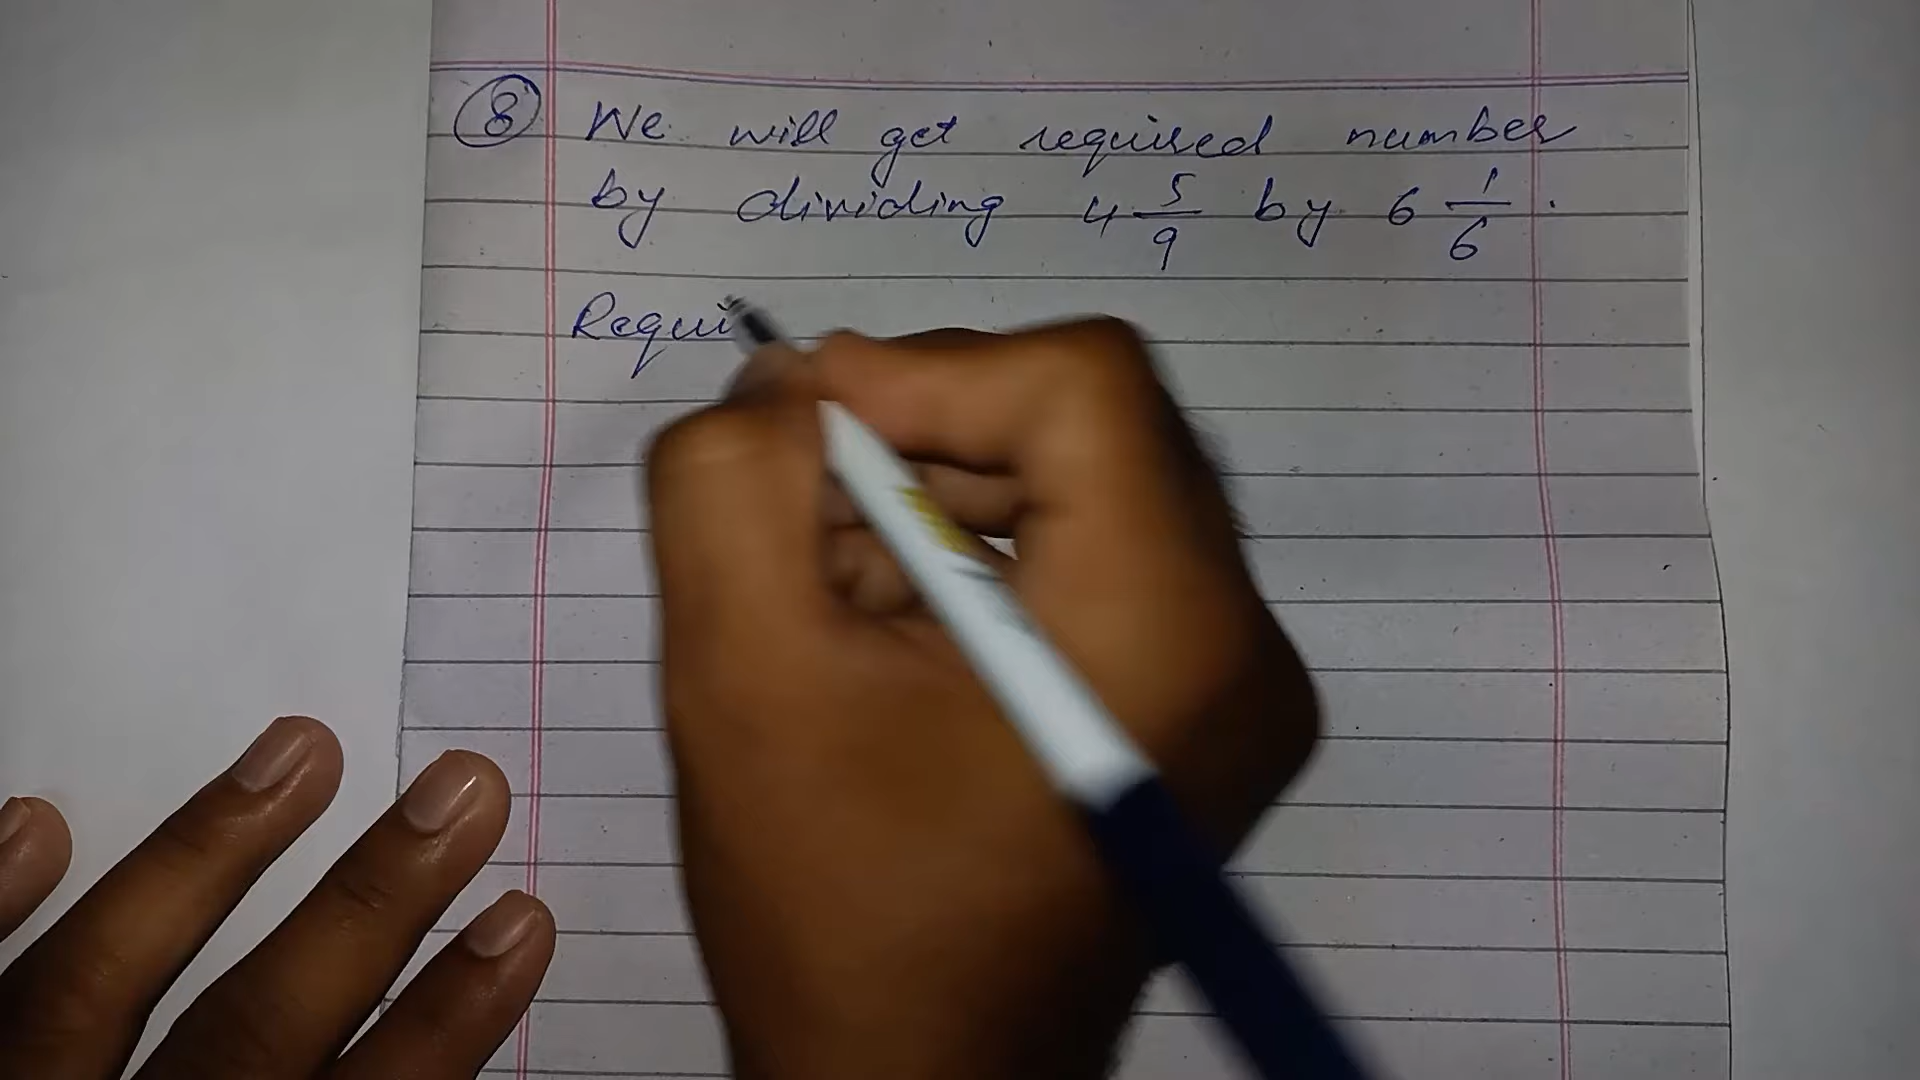 8 We will get required number
by dividing 4 5/9 by 6 1/6.
Requi